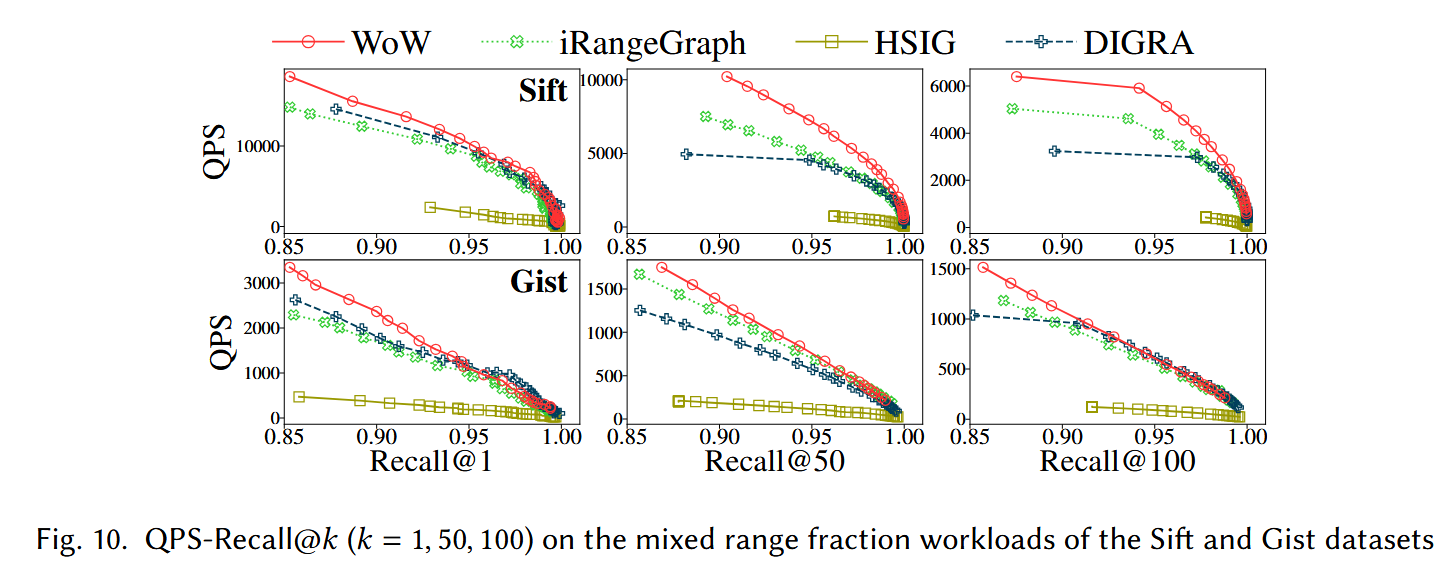 WoW iRangeGraph HSIG DIGRA
Sift
QPS
10000
0
0.85 0.90 0.95 1.00
10000
5000
0
0.85 0.90 0.95 1.00
6000
4000
2000
0
0.85 0.90 0.95 1.00
Gist
QPS
3000
2000
1000
0
0.85 0.90 0.95 1.00
Recall@1
1500
1000
500
0
0.85 0.90 0.95 1.00
Recall@50
1500
1000
500
0
0.85 0.90 0.95 1.00
Recall@100
Fig. 10. QPS-Recall@k (k = 1, 50, 100) on the mixed range fraction workloads of the Sift and Gist datasets